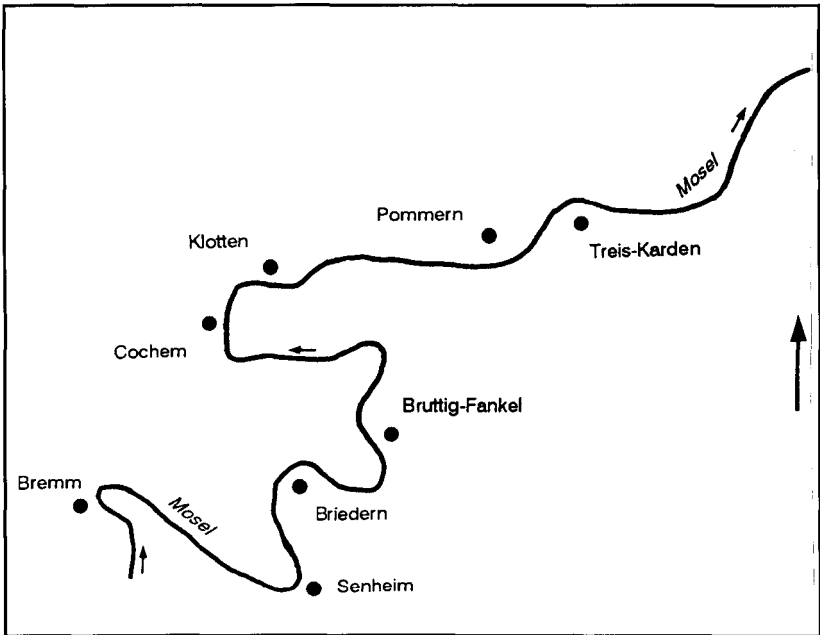 Mosel
Pommern
Klotten
Treis-Karden
Cochem
Bruttig-Fankel
Bremm
Mosel
Briedern
Senheim